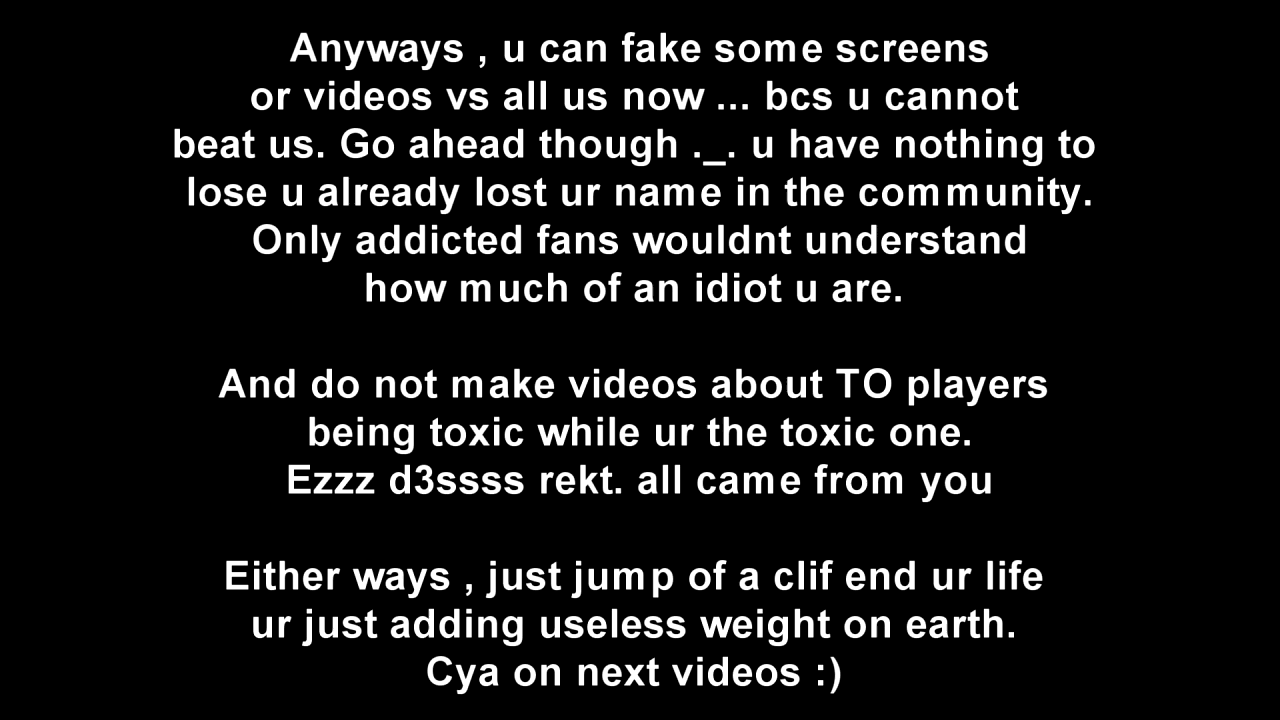 Anyways , u can fake some screens
or videos vs all us now ... bcs u cannot
beat us. Go ahead though ._. u have nothing to
lose u already lost ur name in the community.
Only addicted fans wouldnt understand
how much of an idiot u are.
And do not make videos about TO players
being toxic while ur the toxic one.
Ezzz d3ssss rekt. all came from you
Either ways , just jump of a clif end ur life
ur just adding useless weight on earth.
Cya on next videos :)